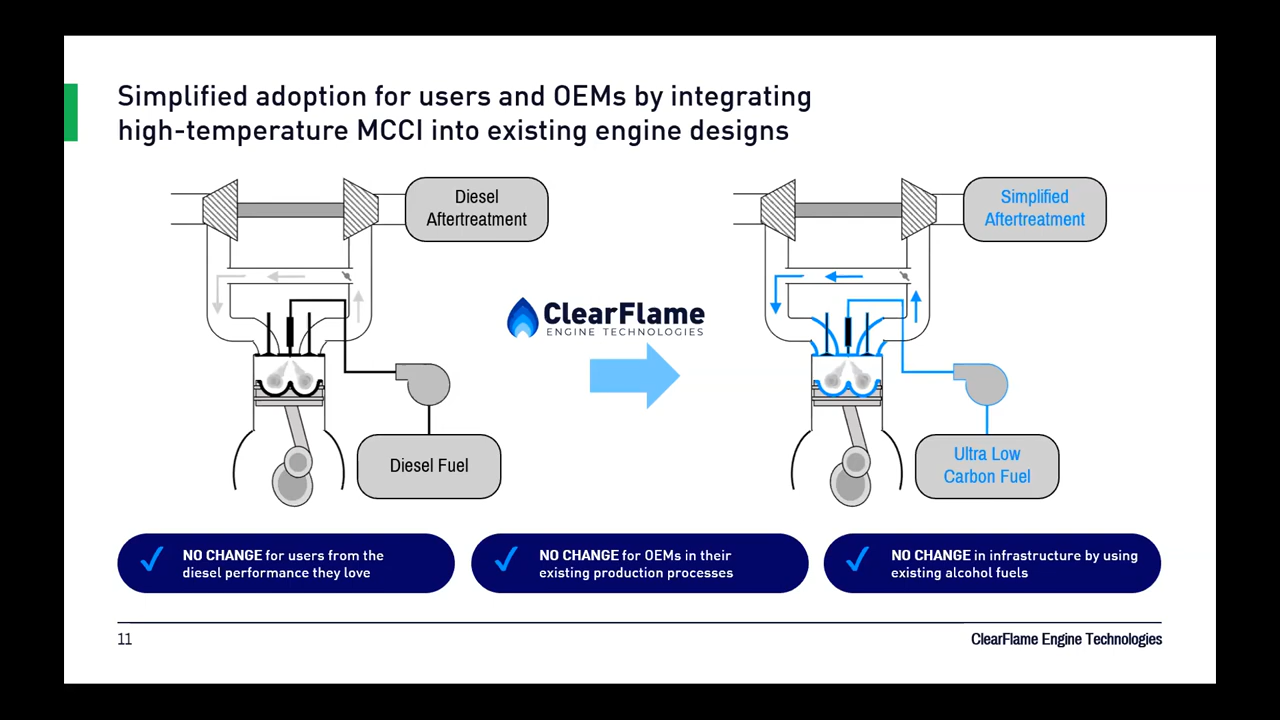 Simplified adoption for users and OEMs by integrating
high-temperature MCCI into existing engine designs
Diesel
Aftertreatment
Simplified
Aftertreatment
ClearFlame
ENGINE TECHNOLOGIES
Diesel Fuel
Ultra Low
Carbon Fuel
NO CHANGE for users from the
diesel performance they love
NO CHANGE for OEMs in their
existing production processes
NO CHANGE in infrastructure by using
existing alcohol fuels
11
ClearFlame Engine Technologies